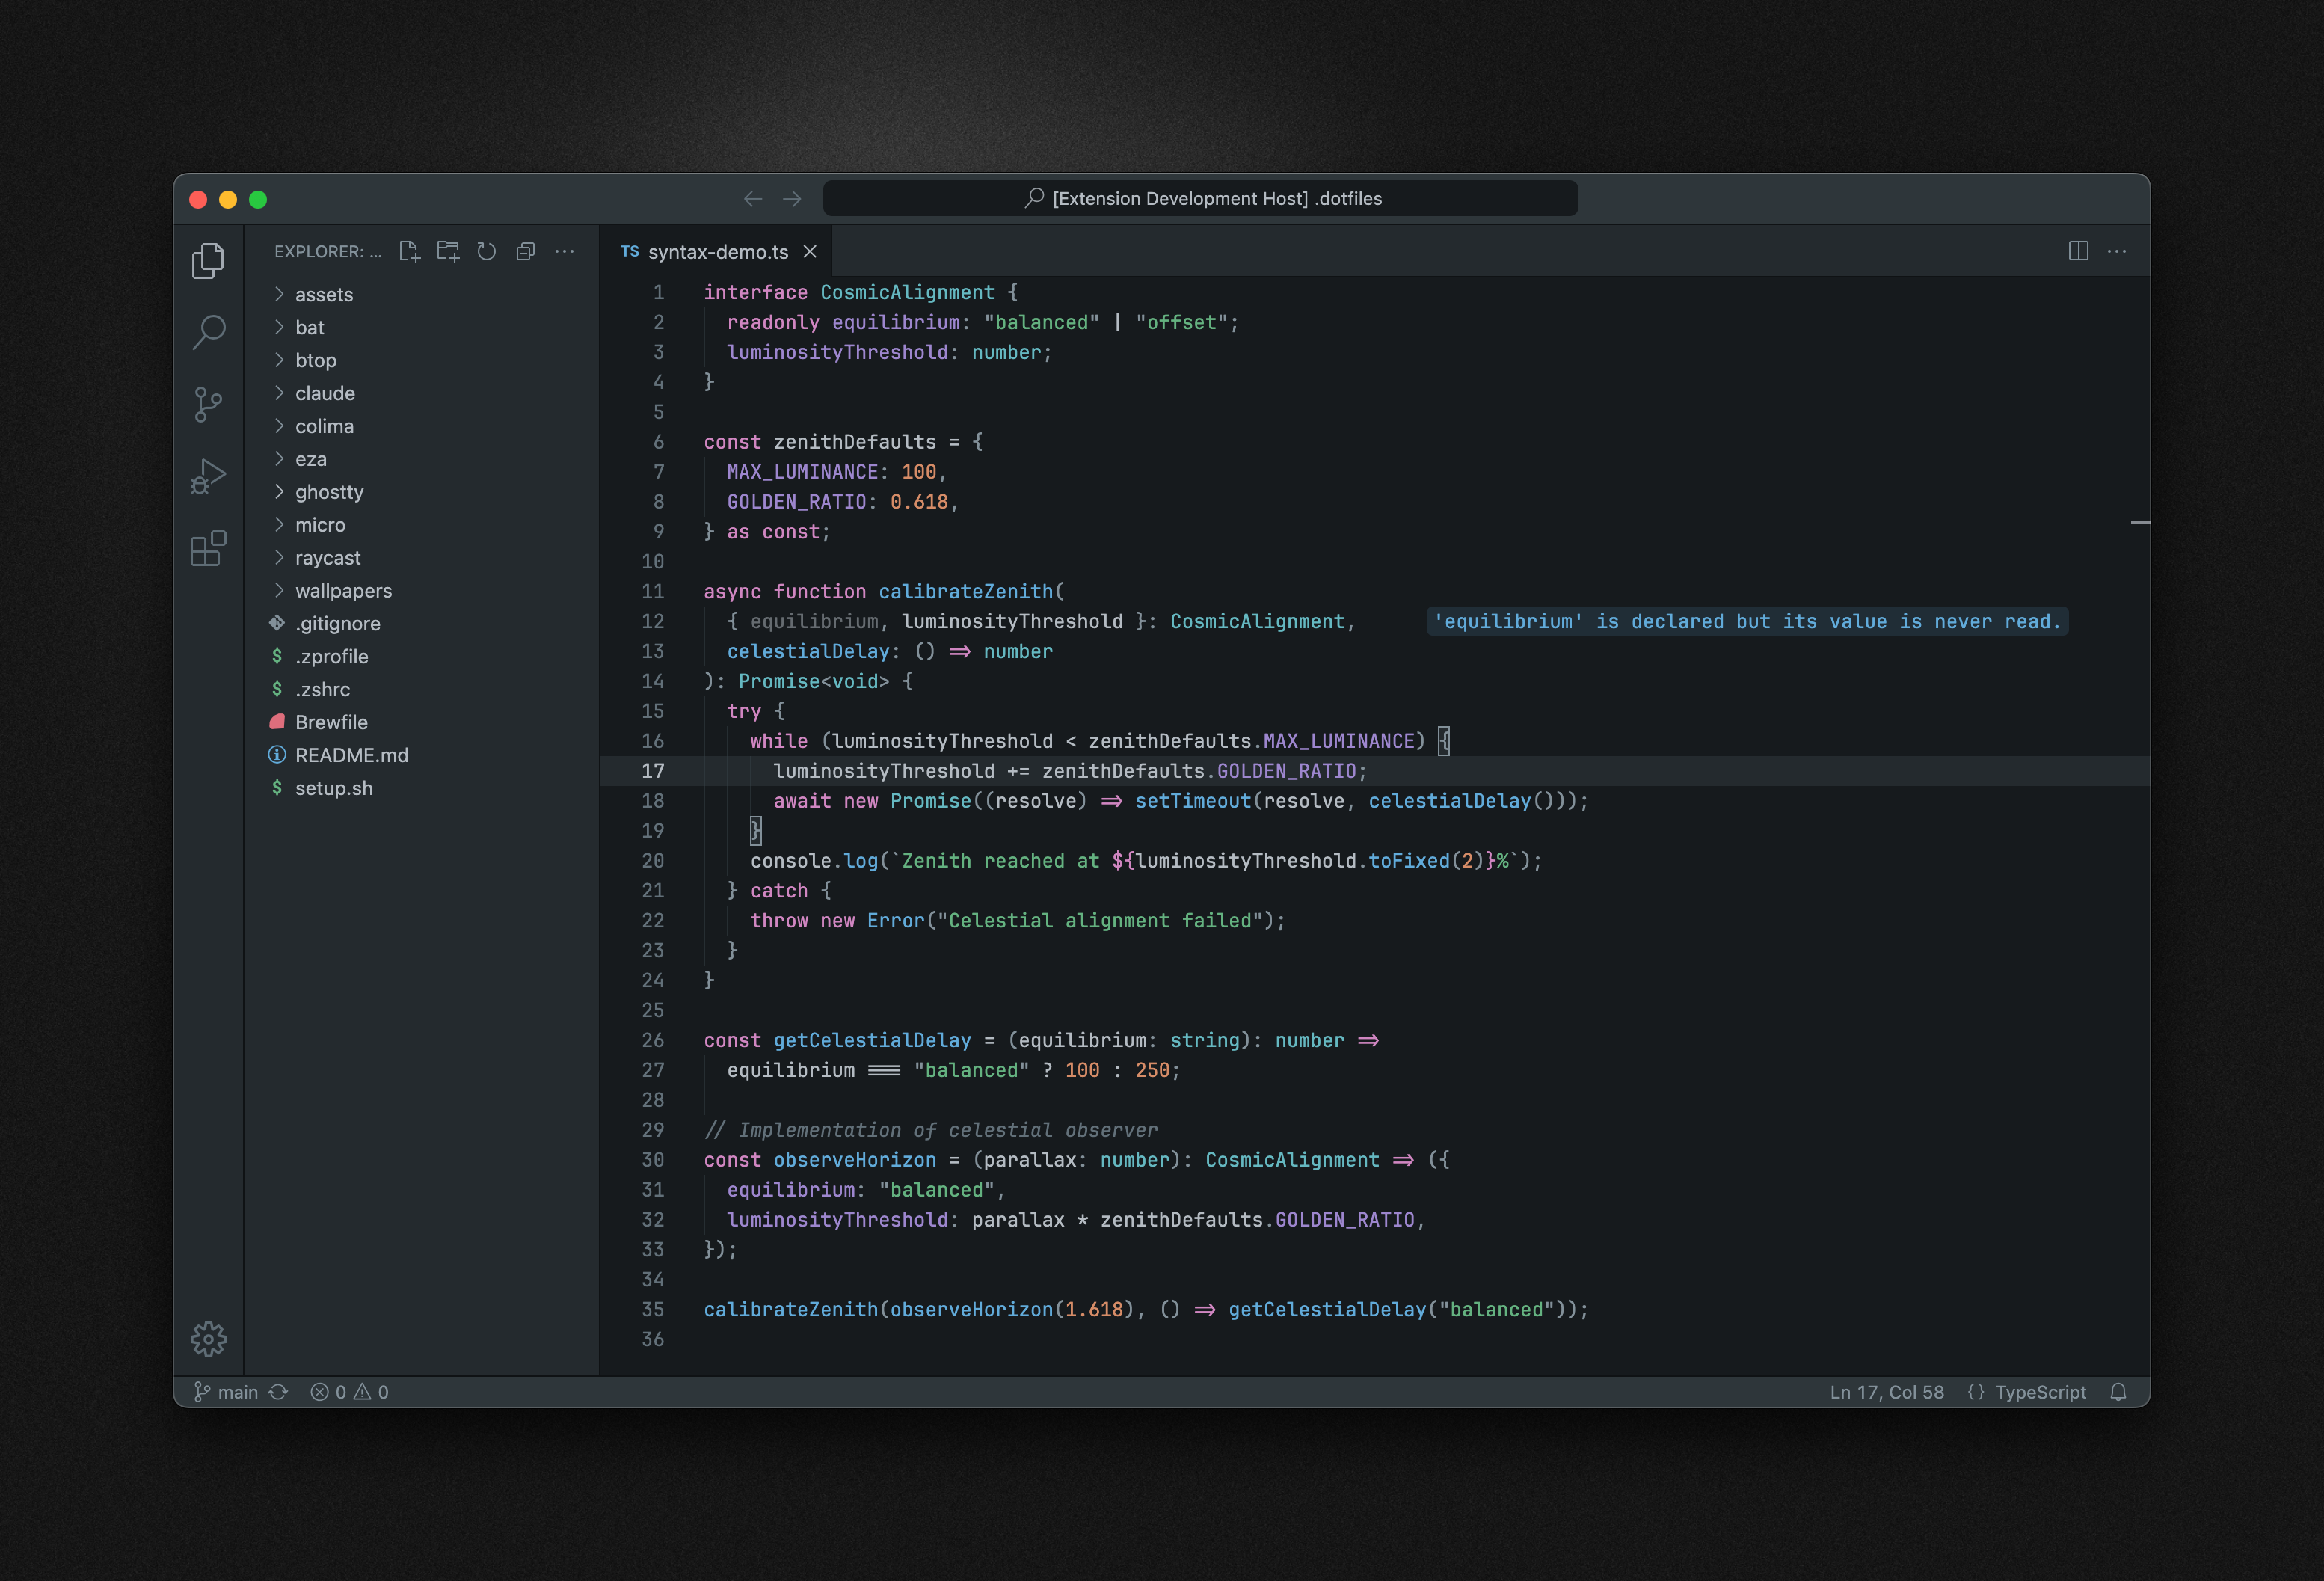 [Extension Development Host] .dotfiles
EXPLORER: ...
assets
bat
btop
claude
colima
eza
ghostty
micro
raycast
wallpapers
.gitignore
$ .zprofile
$ .zshrc
Brewfile
README.md
$ setup.sh
TS syntax-demo.ts
1 interface CosmicAlignment {
2   readonly equilibrium: "balanced" | "offset";
3   luminosityThreshold: number;
4 }
5
6 const zenithDefaults = {
7   MAX_LUMINANCE: 100,
8   GOLDEN_RATIO: 0.618,
9 } as const;
10
11 async function calibrateZenith(
12   { equilibrium, luminosityThreshold }: CosmicAlignment, 'equilibrium' is declared but its value is never read.
13   celestialDelay: () => number
14 ): Promise<void> {
15   try {
16     while (luminosityThreshold < zenithDefaults.MAX_LUMINANCE) {
17       luminosityThreshold += zenithDefaults.GOLDEN_RATIO;
18       await new Promise((resolve) => setTimeout(resolve, celestialDelay()));
19     }
20     console.log(`Zenith reached at ${luminosityThreshold.toFixed(2)}%`);
21   } catch {
22     throw new Error("Celestial alignment failed");
23   }
24 }
25
26 const getCelestialDelay = (equilibrium: string): number =>
27   equilibrium === "balanced" ? 100 : 250;
28
29 // Implementation of celestial observer
30 const observeHorizon = (parallax: number): CosmicAlignment => ({
31   equilibrium: "balanced",
32   luminosityThreshold: parallax * zenithDefaults.GOLDEN_RATIO,
33 });
34
35 calibrateZenith(observeHorizon(1.618), () => getCelestialDelay("balanced"));
36
main 0 0
Ln 17, Col 58 {} TypeScript